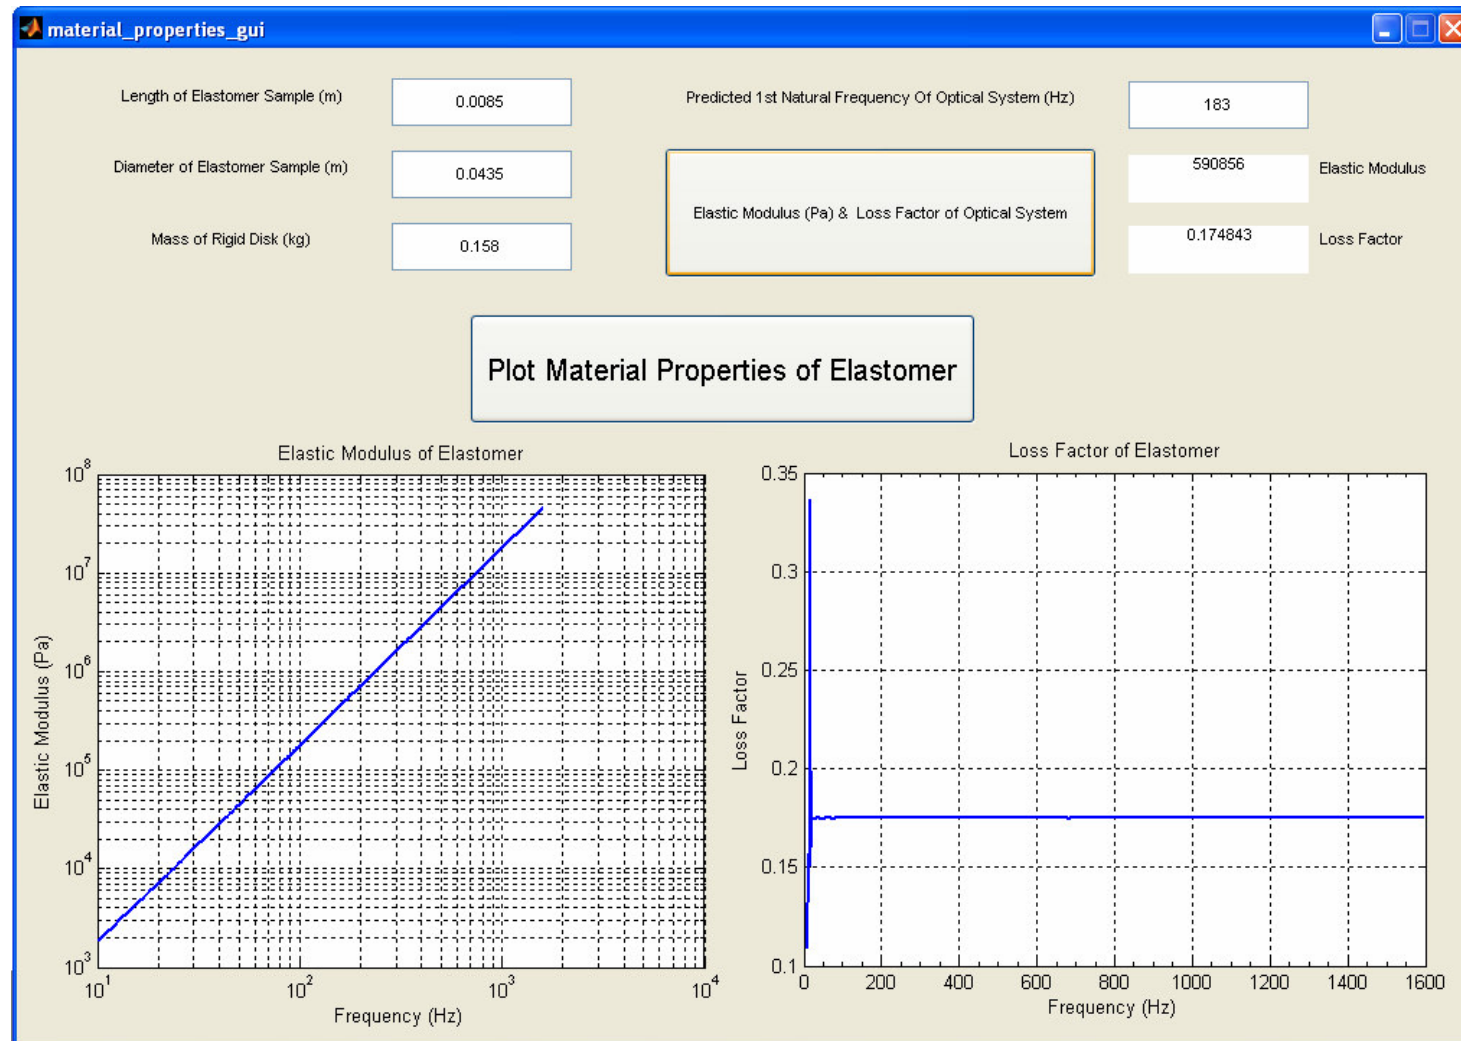 material_properties_gui
Length of Elastomer Sample (m)
0.0085
Predicted 1st Natural Frequency Of Optical System (Hz)
183
Diameter of Elastomer Sample (m)
0.0435
Elastic Modulus (Pa) & Loss Factor of Optical System
590856
Elastic Modulus
Mass of Rigid Disk (kg)
0.158
0.174843
Loss Factor
Plot Material Properties of Elastomer
Elastic Modulus of Elastomer
10^8
10^7
10^6
10^5
10^4
10^3
Elastic Modulus (Pa)
10^1
10^2
10^3
10^4
Frequency (Hz)
Loss Factor of Elastomer
0.35
0.3
0.25
0.2
0.15
0.1
Loss Factor
0
200
400
600
800
1000
1200
1400
1600
Frequency (Hz)